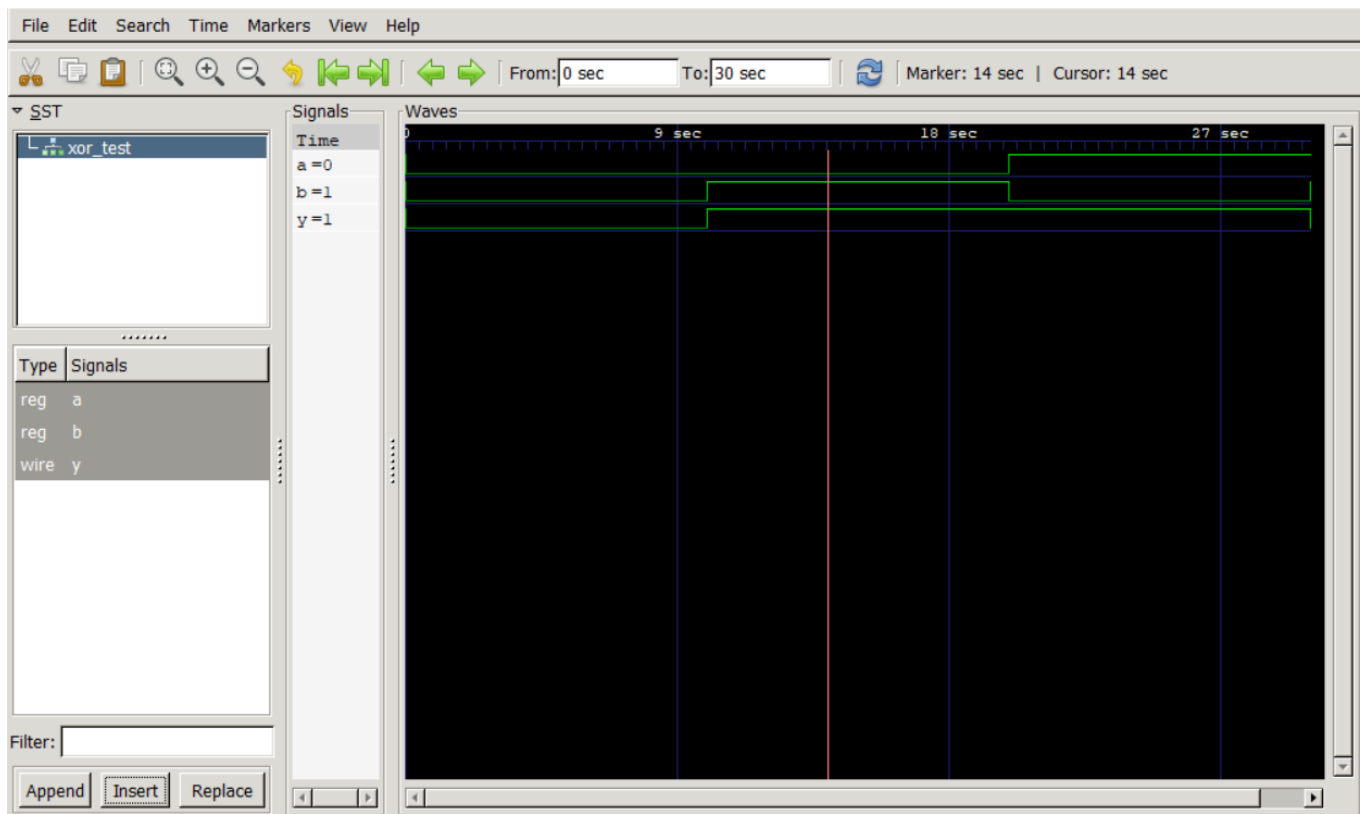 File Edit Search Time Markers View Help
From: 0 sec To: 30 sec Marker: 14 sec | Cursor: 14 sec
SST
xor_test
Type Signals
reg a
reg b
wire y
Filter:
Append Insert Replace
Signals
Time
a=0
b=1
y=1
Waves
0 9 sec 18 sec 27 sec